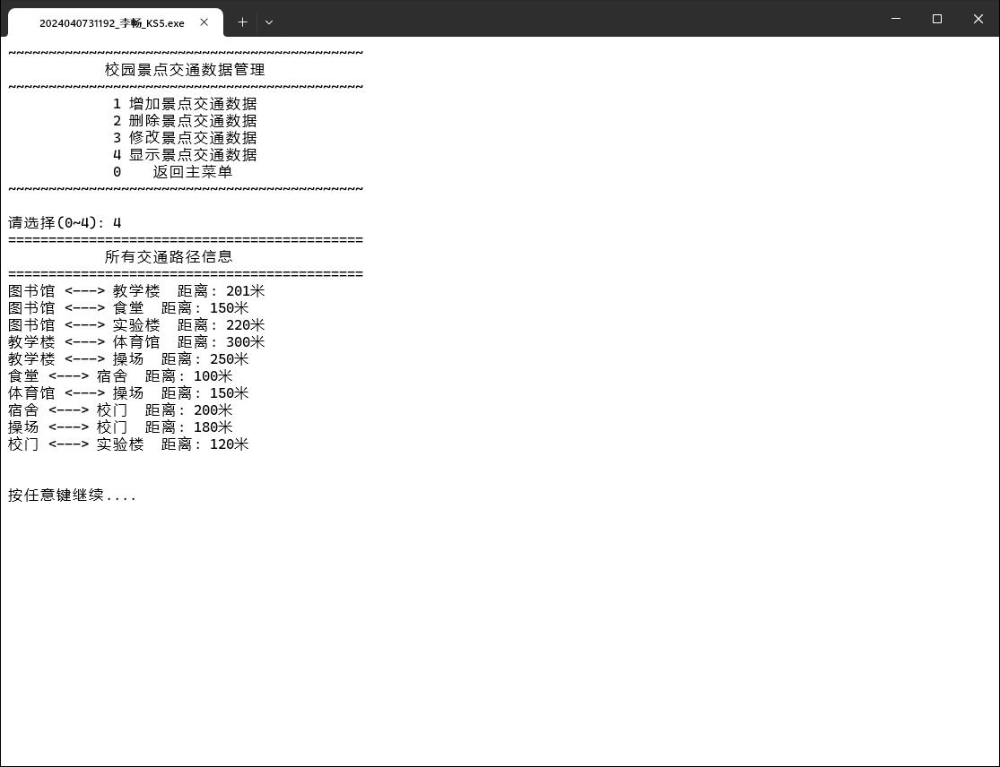 2024040731192_李畅_KS5.exe
~~~~~~~~~~~~~~~~~~~~~~~~~~~~~~~~~~~~~~~~~~~~
校园景点交通数据管理
~~~~~~~~~~~~~~~~~~~~~~~~~~~~~~~~~~~~~~~~~~~~
1 增加景点交通数据
2 删除景点交通数据
3 修改景点交通数据
4 显示景点交通数据
0 返回主菜单
~~~~~~~~~~~~~~~~~~~~~~~~~~~~~~~~~~~~~~~~~~~~
请选择(0~4): 4
============================================
所有交通路径信息
============================================
图书馆 <---> 教学楼 距离: 201米
图书馆 <---> 食堂 距离: 150米
图书馆 <---> 实验楼 距离: 220米
教学楼 <---> 体育馆 距离: 300米
教学楼 <---> 操场 距离: 250米
食堂 <---> 宿舍 距离: 100米
体育馆 <---> 操场 距离: 150米
宿舍 <---> 校门 距离: 200米
操场 <---> 校门 距离: 180米
校门 <---> 实验楼 距离: 120米
按任意键继续....